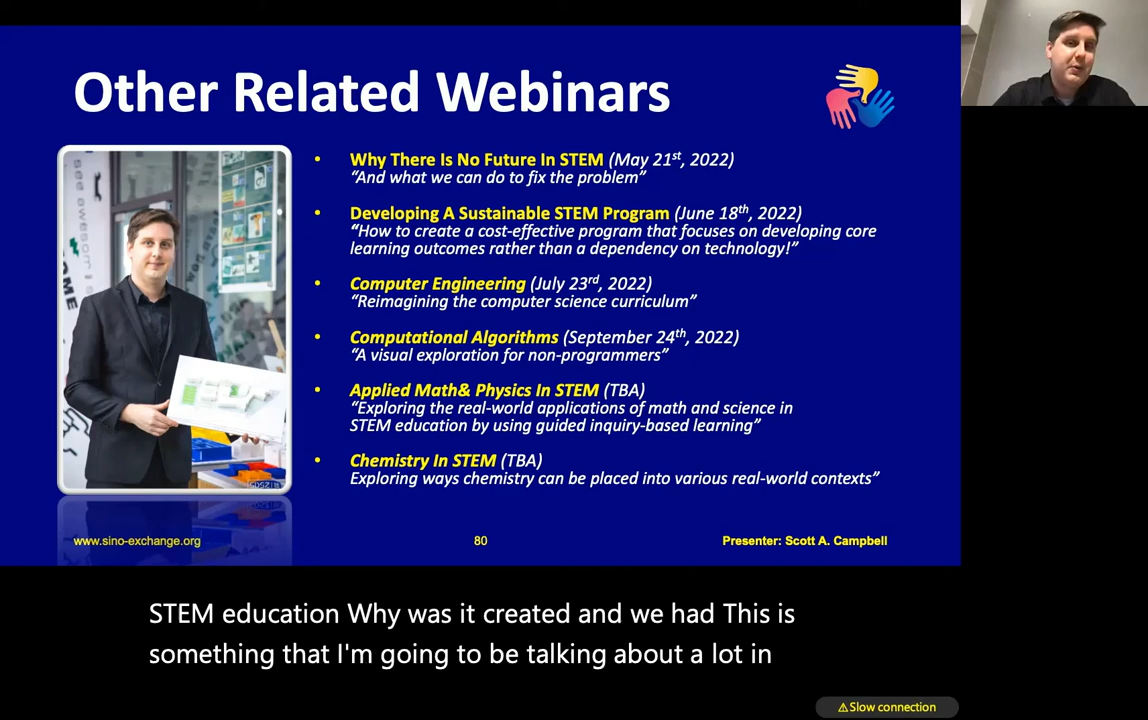 Other Related Webinars
• Why There Is No Future In STEM (May 21st, 2022)
“And what we can do to fix the problem”
• Developing A Sustainable STEM Program (June 18th, 2022)
“How to create a cost-effective program that focuses on developing core
learning outcomes rather than a dependency on technology!”
• Computer Engineering (July 23rd, 2022)
“Reimagining the computer science curriculum”
• Computational Algorithms (September 24th, 2022)
“A visual exploration for non-programmers”
• Applied Math& Physics In STEM (TBA)
“Exploring the real-world applications of math and science in
STEM education by using guided inquiry-based learning”
• Chemistry In STEM (TBA)
Exploring ways chemistry can be placed into various real-world contexts”
www.sino-exchange.org
80
Presenter: Scott A. Campbell
STEM education Why was it created and we had This is
something that I'm going to be talking about a lot in
⚠Slow connection